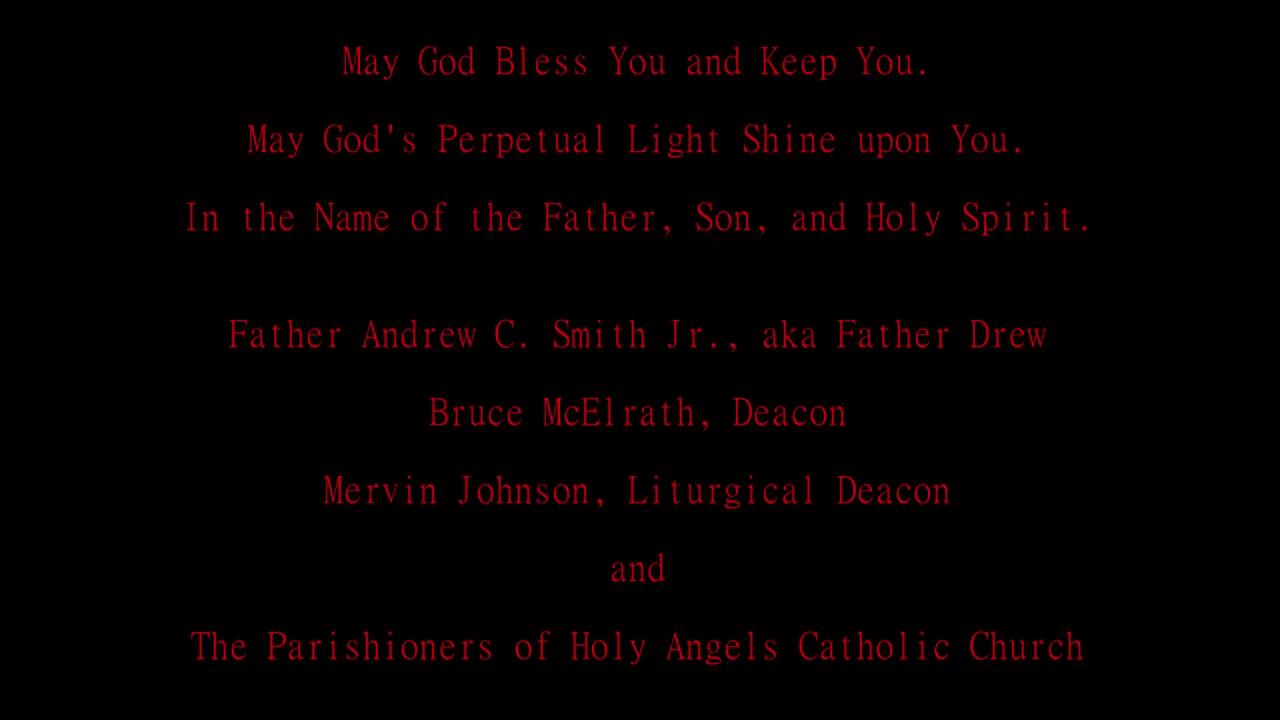 May God Bless You and Keep You.
May God's Perpetual Light Shine upon You.
In the Name of the Father, Son, and Holy Spirit.
Father Andrew C. Smith Jr., aka Father Drew
Bruce McElrath, Deacon
Mervin Johnson, Liturgical Deacon
and
The Parishioners of Holy Angels Catholic Church